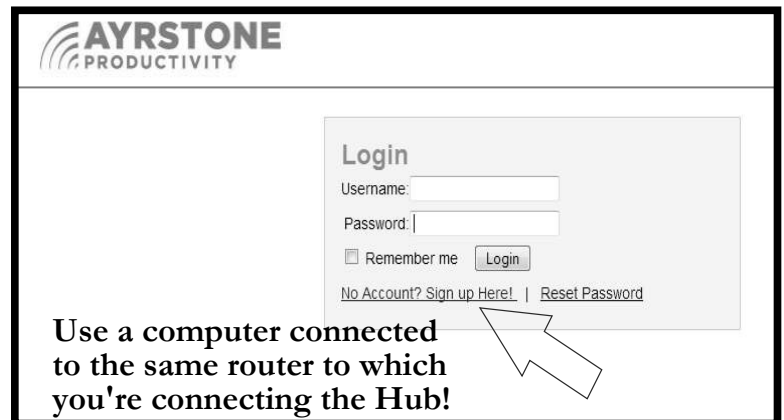 AYRSTONE
PRODUCTIVITY
Login
Username:
Password:
Remember me Login
No Account? Sign up Here! | Reset Password
Use a computer connected
to the same router to which
you're connecting the Hub!